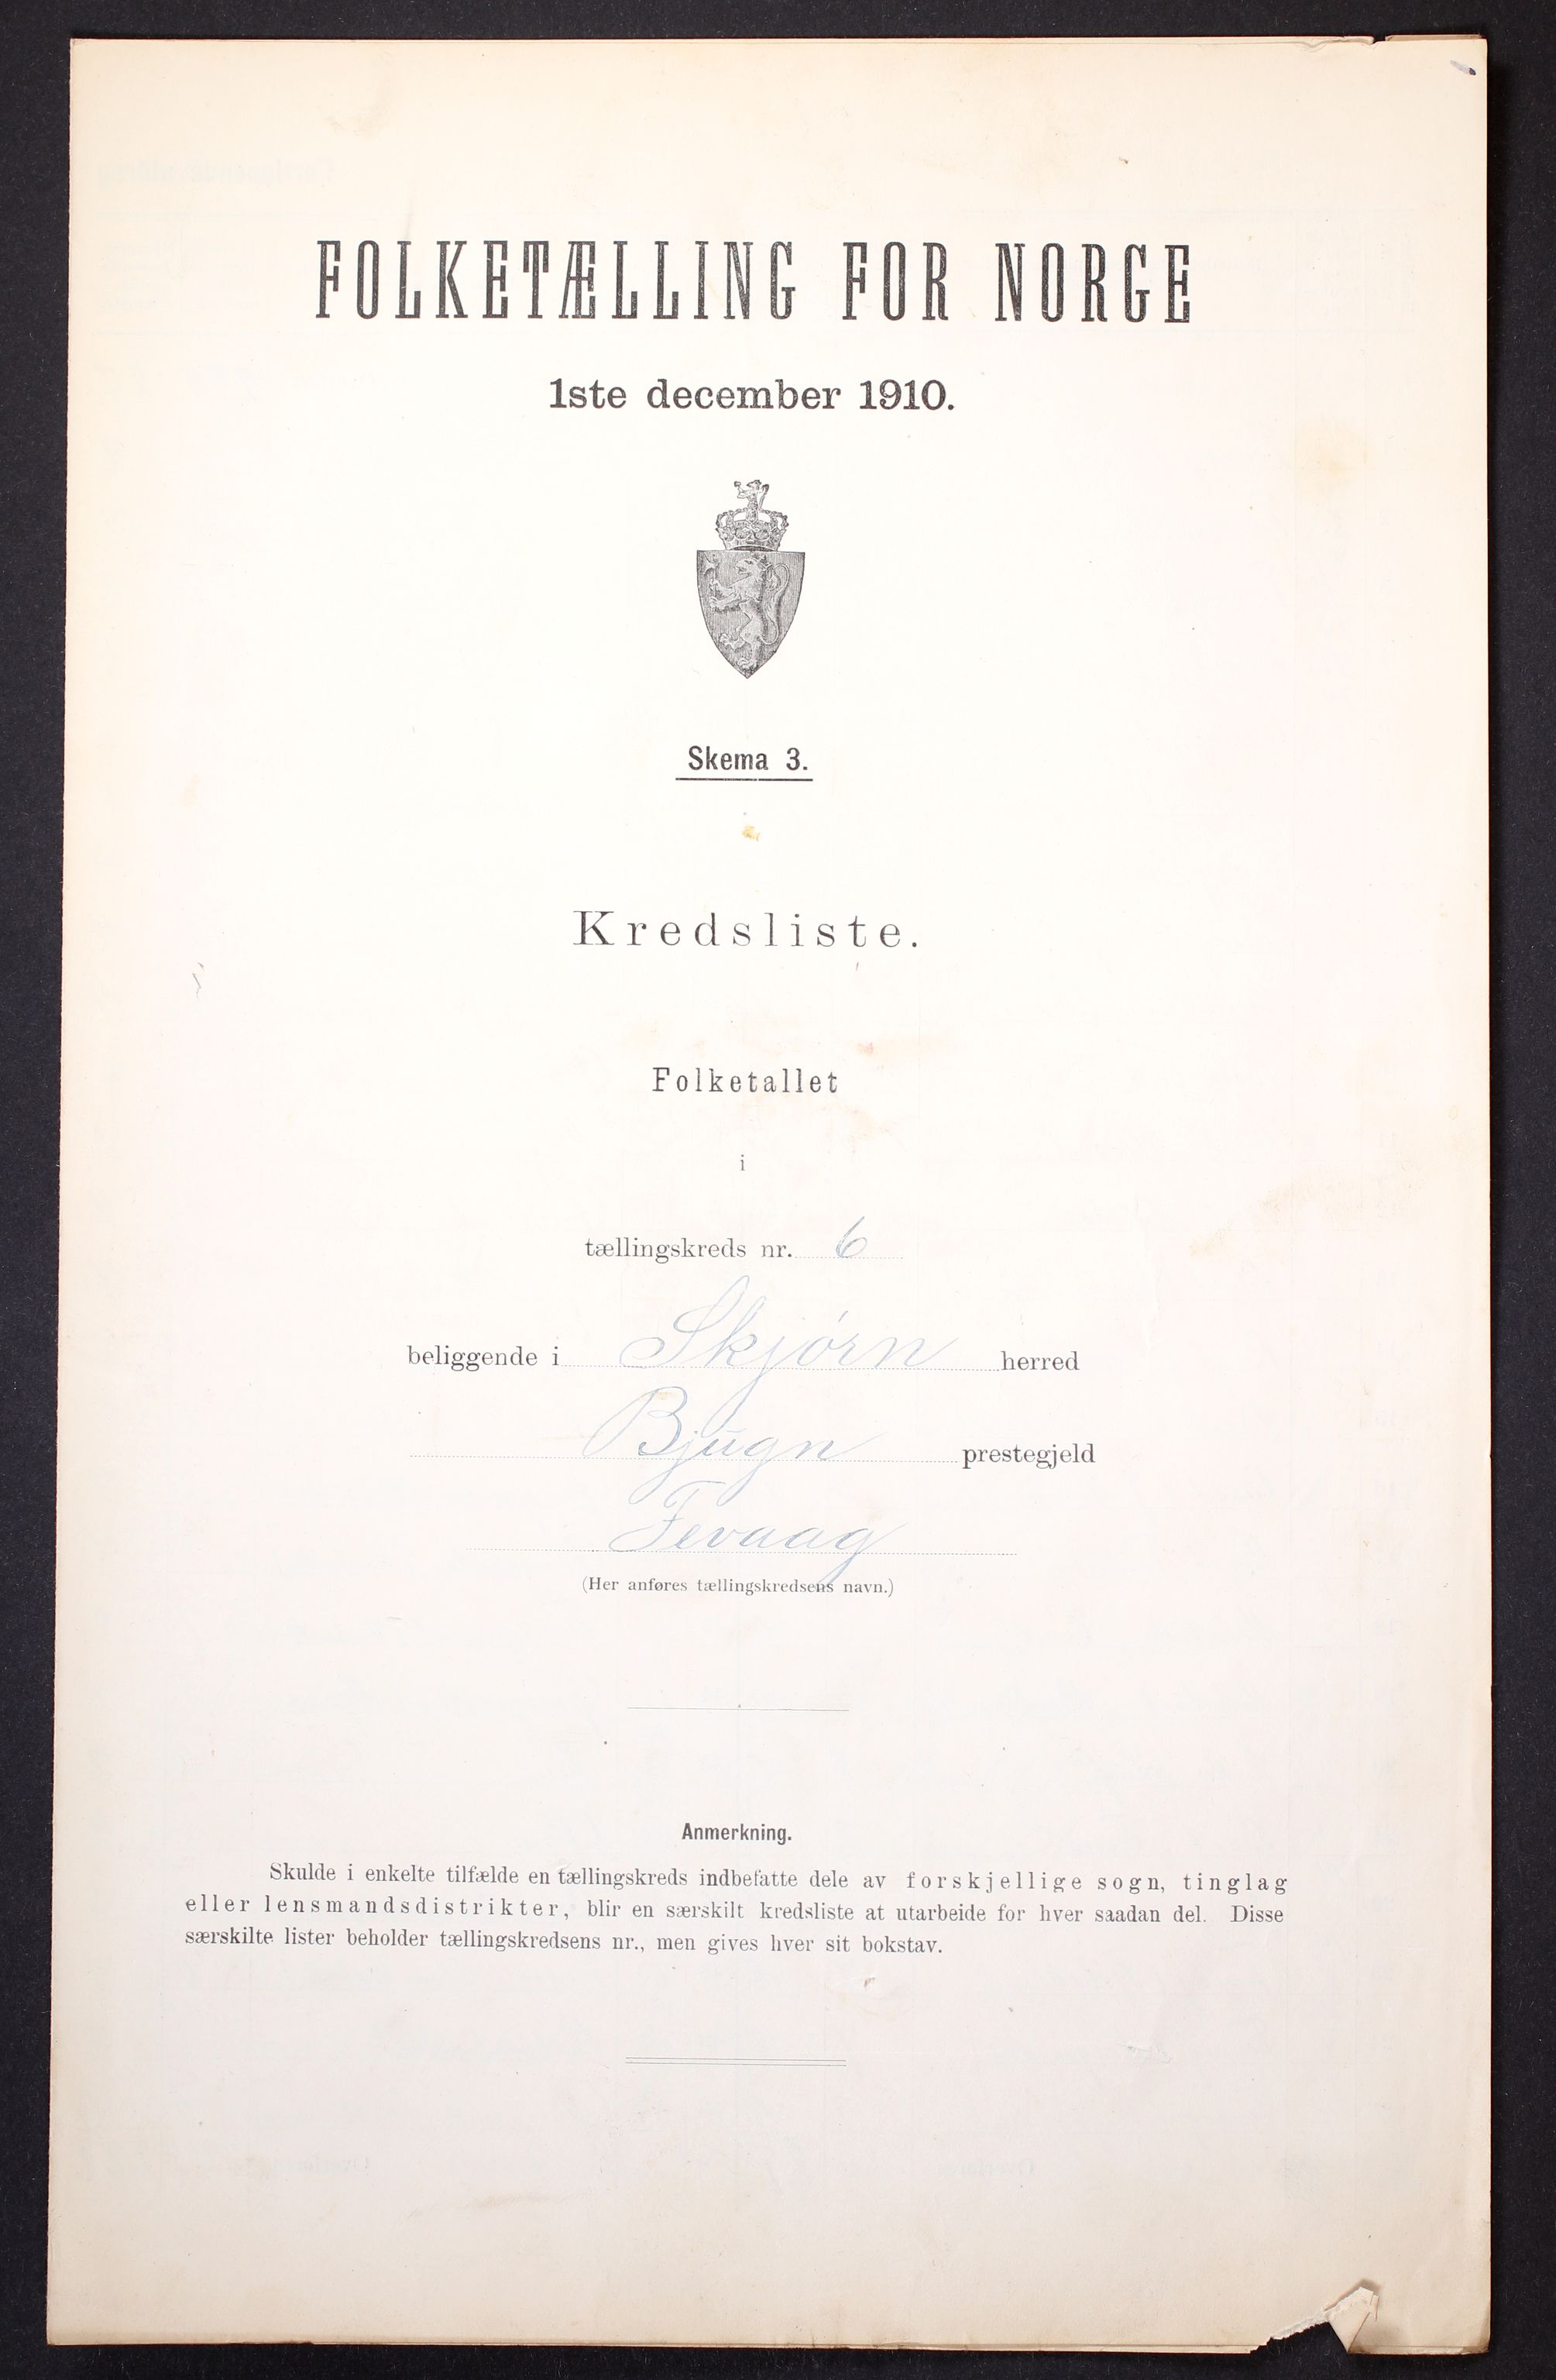 FOLKETÆLLING FOR NORGE
1ste december 1910.
Skema 3.
Kredsliste.
Folketallet
i
tællingskreds nr. 6
beliggende i Skjørn herred
Bjugn prestegjeld
Fevaag
(Her anføres tællingskredsens navn.)
Anmerkning.
Skulde i enkelte tilfælde en tællingskreds indbefatte dele av forskjellige sogn, tinglag
eller lensmandsdistrikter, blir en særskilt kredsliste at utarbeide for hver saadan del. Disse
særskilte lister beholder tællingskredsens nr., men gives hver sit bokstav.